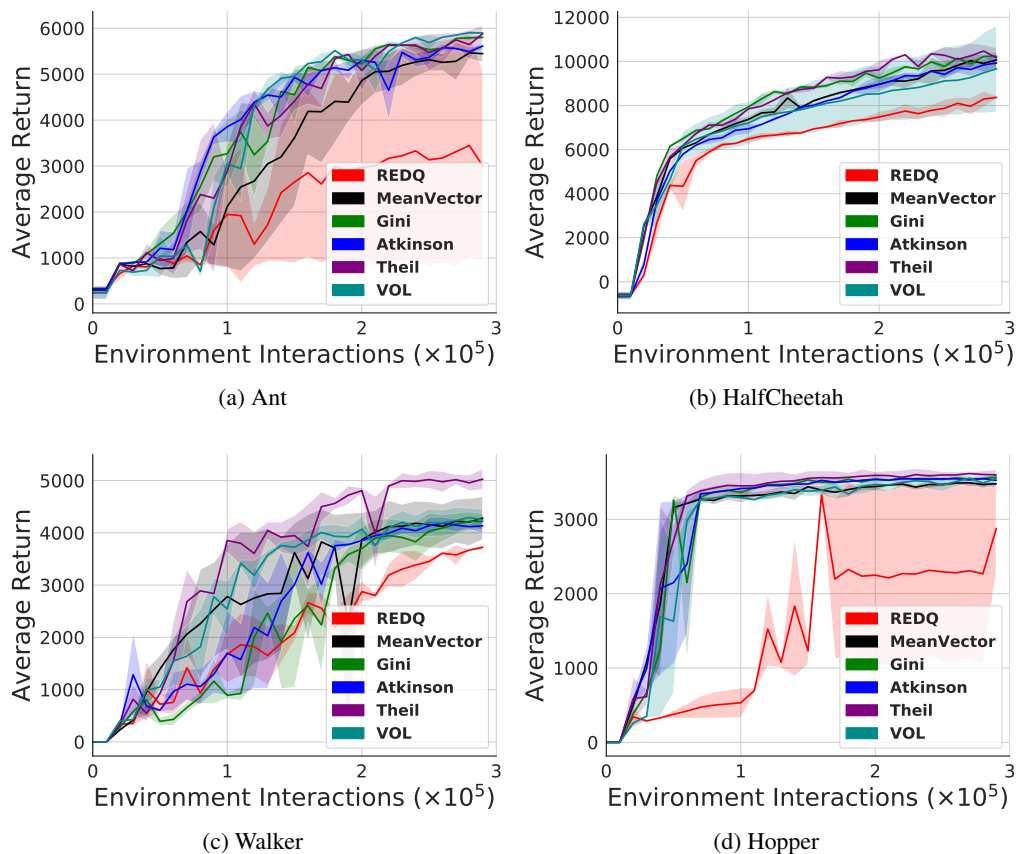 6000
5000
4000
3000
2000
1000
0
Average Return
REDQ
MeanVector
Gini
Atkinson
Theil
VOL
0 1 2 3
Environment Interactions (×10⁵)
(a) Ant
12000
10000
8000
6000
4000
2000
0
Average Return
REDQ
MeanVector
Gini
Atkinson
Theil
VOL
0 1 2 3
Environment Interactions (×10⁵)
(b) HalfCheetah
5000
4000
3000
2000
1000
0
Average Return
REDQ
MeanVector
Gini
Atkinson
Theil
VOL
0 1 2 3
Environment Interactions (×10⁵)
(c) Walker
3000
2000
1000
0
Average Return
REDQ
MeanVector
Gini
Atkinson
Theil
VOL
0 1 2 3
Environment Interactions (×10⁵)
(d) Hopper